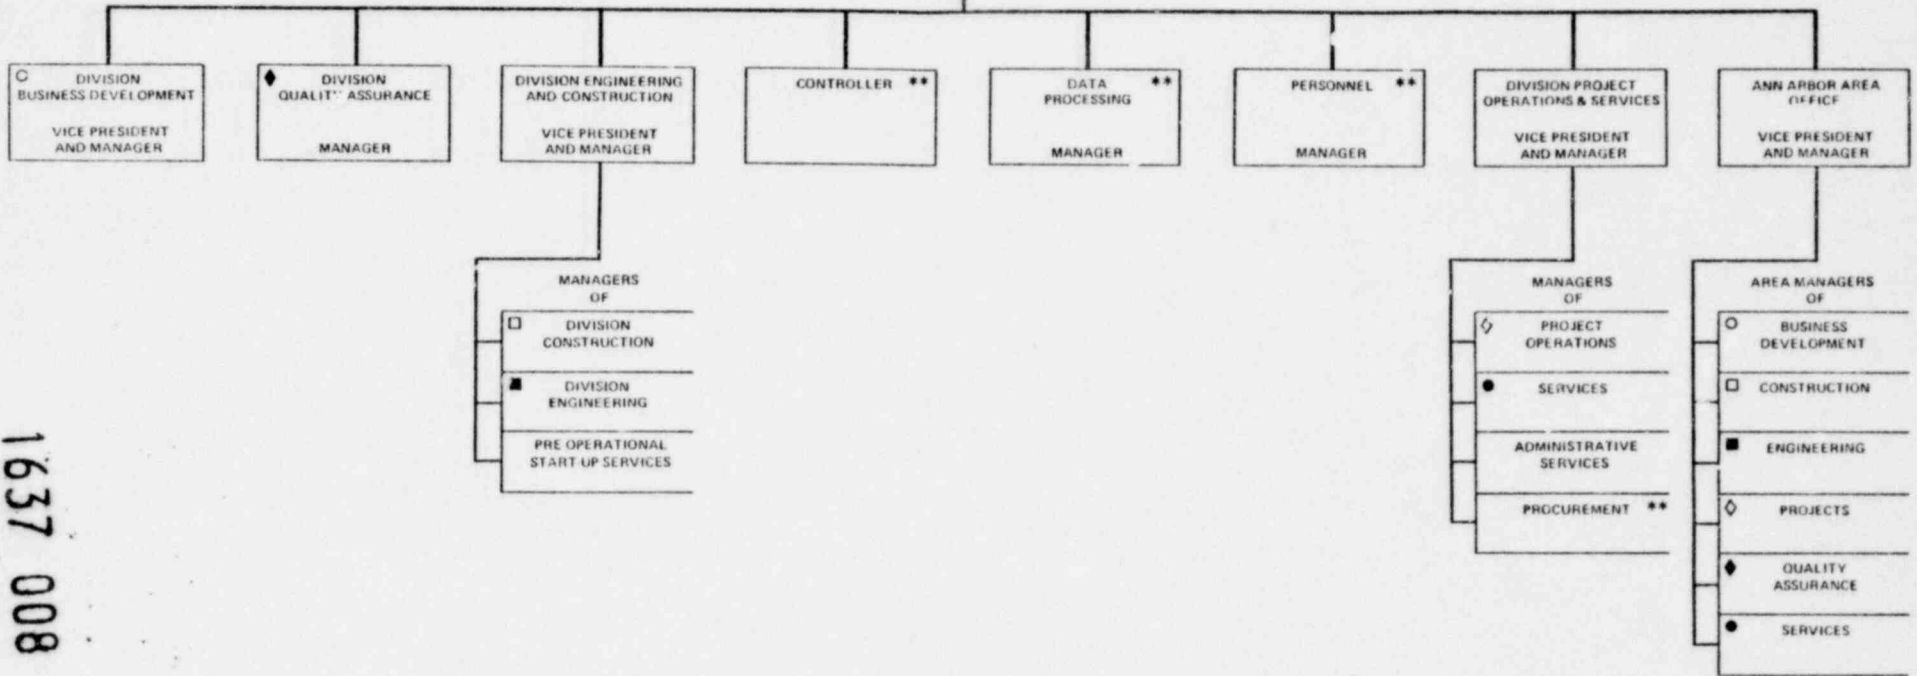 DIVISION
BUSINESS DEVELOPMENT
VICE PRESIDENT
AND MANAGER
DIVISION
ASSURANCE
MANAGER
DIVISION ENGINEERING
AND CONSTRUCTION
VICE PRESIDENT
AND MANAGER
CONTROLLER **
DATA **
PROCESSING
MANAGER
PERSONNEL **
MANAGER
DIVISION PROJECT
OPERATIONS & SERVICES
VICE PRESIDENT
AND MANAGER
ANN ARBOR AREA
OFFICE
VICE PRESIDENT
AND MANAGER
MANAGERS
OF
DIVISION
CONSTRUCTION
DIVISION
ENGINEERING
PRE OPERATIONAL
START UP SERVICES
MANAGERS
OF
PROJECT
OPERATIONS
SERVICES
ADMINISTRATIVE
SERVICES
PROCUREMENT **
AREA MANAGERS
OF
BUSINESS
DEVELOPMENT
CONSTRUCTION
ENGINEERING
PROJECTS
QUALITY
ASSURANCE
SERVICES
1637 008